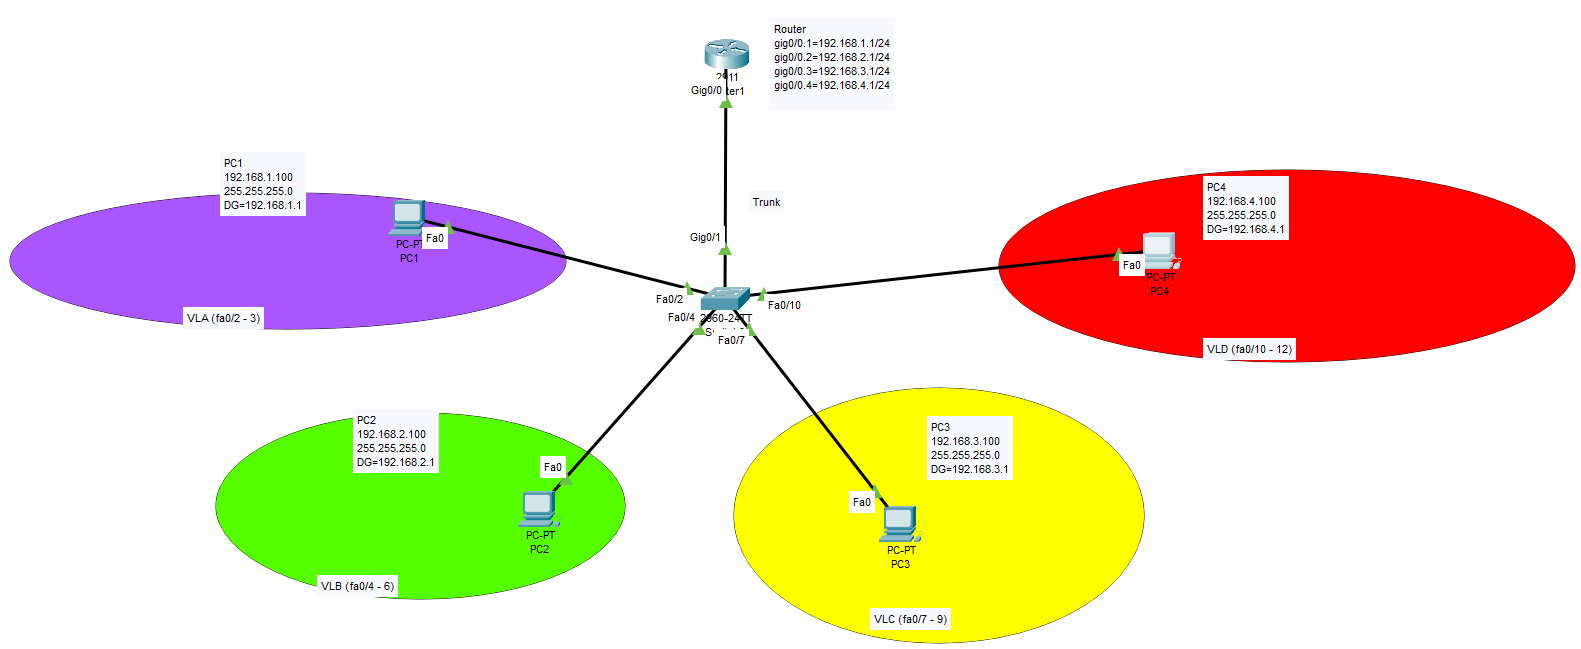 Router
gig0/0.1=192.168.1.1/24
gig0/0.2=192.168.2.1/24
gig0/0.3=192.168.3.1/24
gig0/0.4=192.168.4.1/24
2911
Gig0/0
Trunk
Gig0/1
PC1
192.168.1.100
255.255.255.0
DG=192.168.1.1
Fa0
PC1
VLA (fa0/2 - 3)
PC4
192.168.4.100
255.255.255.0
DG=192.168.4.1
Fa0
PC-PT
PC4
VLD (fa0/10 - 12)
Fa0/2
Fa0/10
Fa0/4
2960-24TT
Fa0/7
PC2
192.168.2.100
255.255.255.0
DG=192.168.2.1
Fa0
PC-PT
PC2
VLB (fa0/4 - 6)
PC3
192.168.3.100
255.255.255.0
DG=192.168.3.1
Fa0
PC-PT
PC3
VLC (fa0/7 - 9)